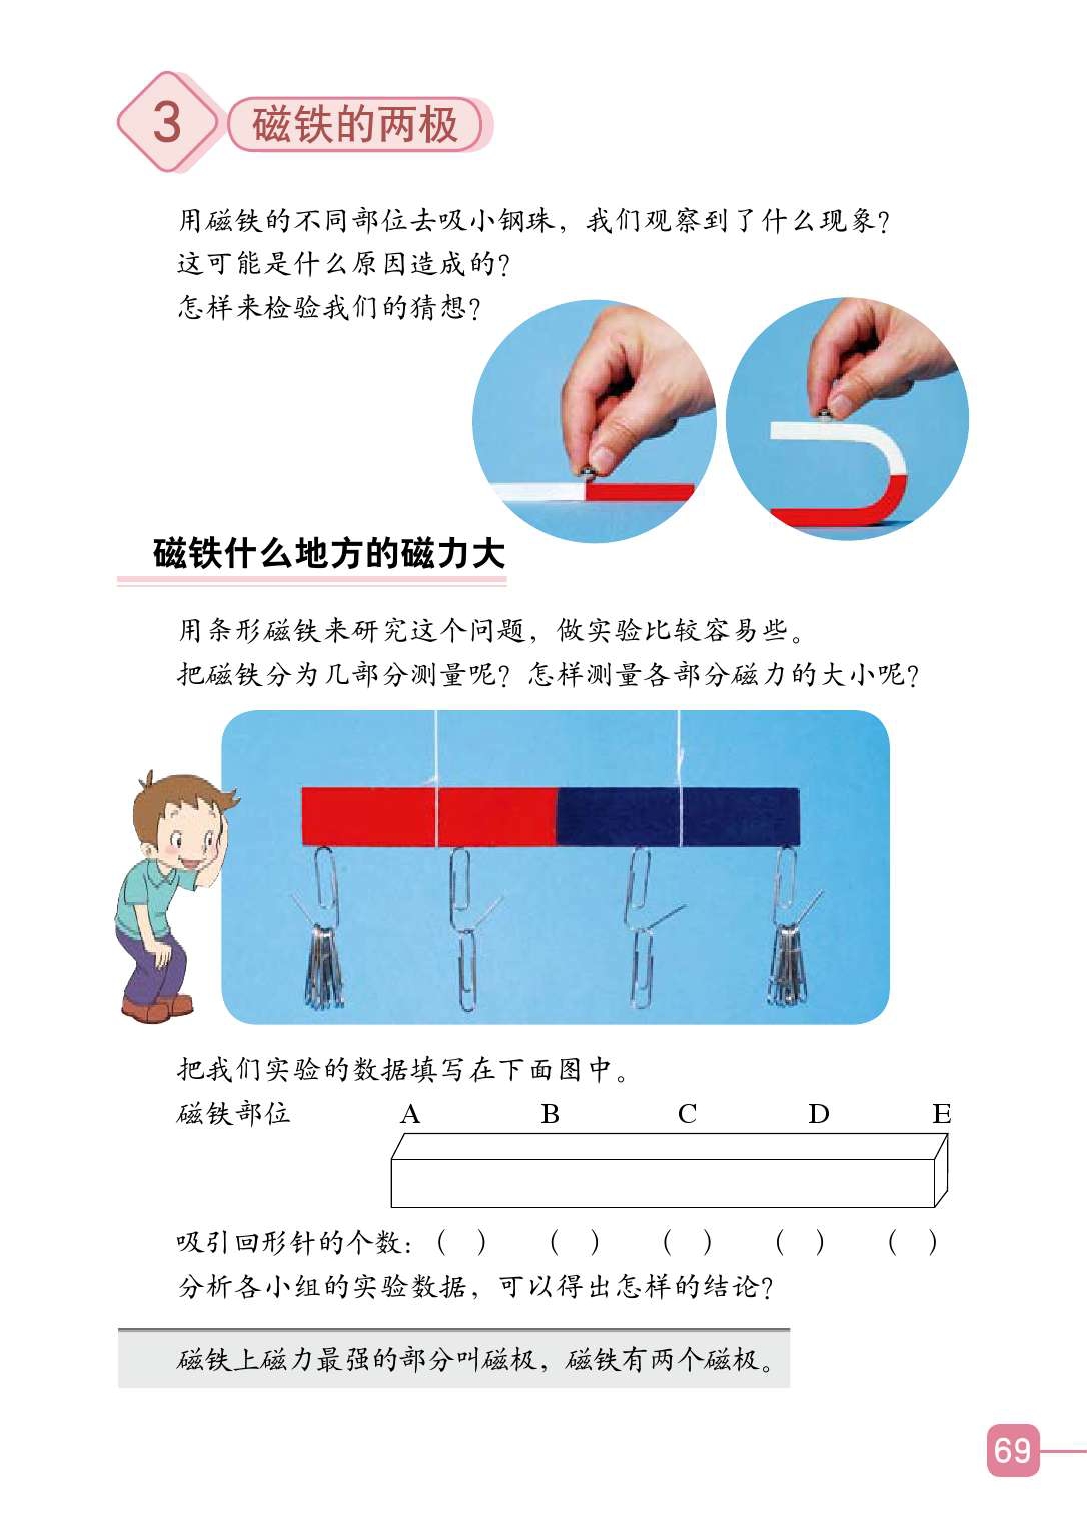 3 磁铁的两极
用磁铁的不同部位去吸小钢珠，我们观察到了什么现象？
这可能是什么原因造成的？
怎样来检验我们的猜想？
磁铁什么地方的磁力大
用条形磁铁来研究这个问题，做实验比较容易些。
把磁铁分为几部分测量呢？怎样测量各部分磁力的大小呢？
把我们实验的数据填写在下面图中。
磁铁部位 A B C D E
吸引回形针的个数：（ ） （ ） （ ） （ ） （ ）
分析各小组的实验数据，可以得出怎样的结论？
磁铁上磁力最强的部分叫磁极，磁铁有两个磁极。
69